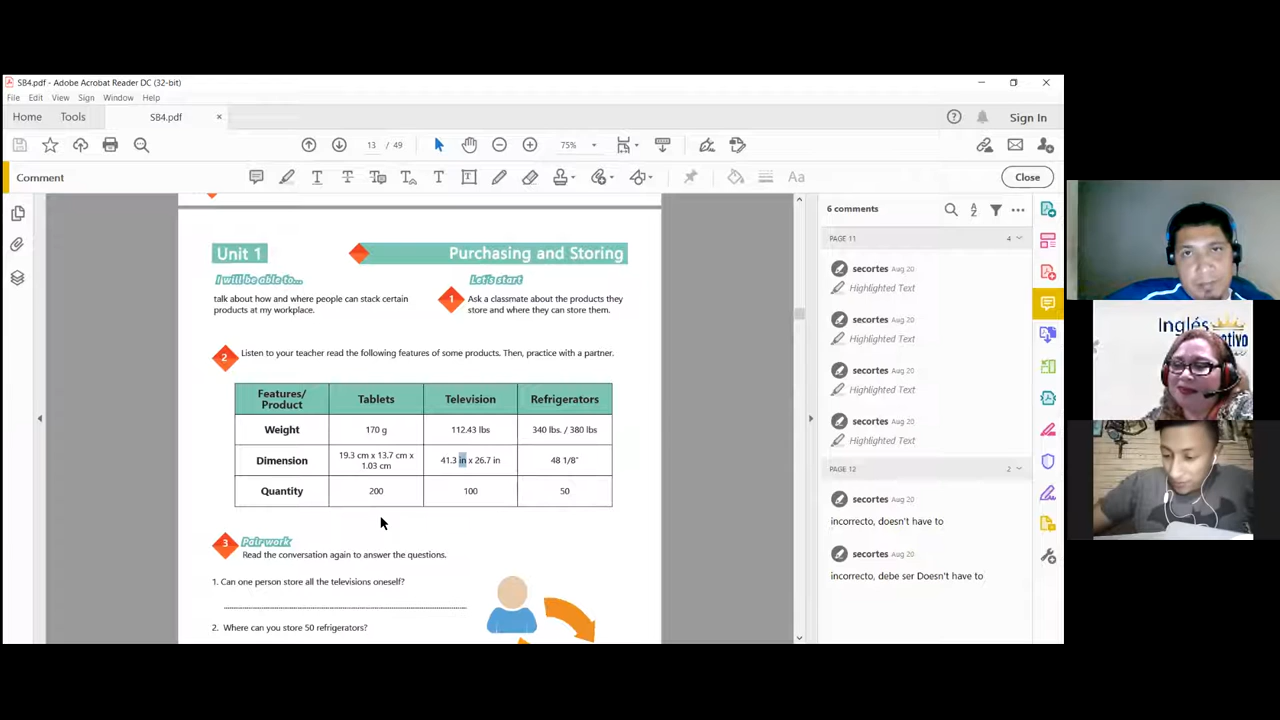 SB4.pdf - Adobe Acrobat Reader DC (32-bit)
File Edit View Sign Window Help
Home Tools SB4.pdf × Sign In
13 / 49 75%
Comment Close
Unit 1 Purchasing and Storing
I will be able to...
talk about how and where people can stack certain
products at my workplace.
Let's start
1 Ask a classmate about the products they
store and where they can store them.
2 Listen to your teacher read the following features of some products. Then, practice with a partner.
Features/ Product Tablets Television Refrigerators
Weight 170 g 112.43 lbs 340 lbs. / 380 lbs
Dimension 19.3 cm x 13.7 cm x 1.03 cm 41.3 in x 26.7 in 48 1/8"
Quantity 200 100 50
3 Pair work
Read the conversation again to answer the questions.
1. Can one person store all the televisions oneself?
2. Where can you store 50 refrigerators?
6 comments
PAGE 11 4
secortes Aug 20
Highlighted Text
secortes Aug 20
Highlighted Text
secortes Aug 20
Highlighted Text
secortes Aug 20
Highlighted Text
PAGE 12 2
secortes Aug 20
incorrecto, doesn't have to
secortes Aug 20
incorrecto, debe ser Doesn't have to
Inglés